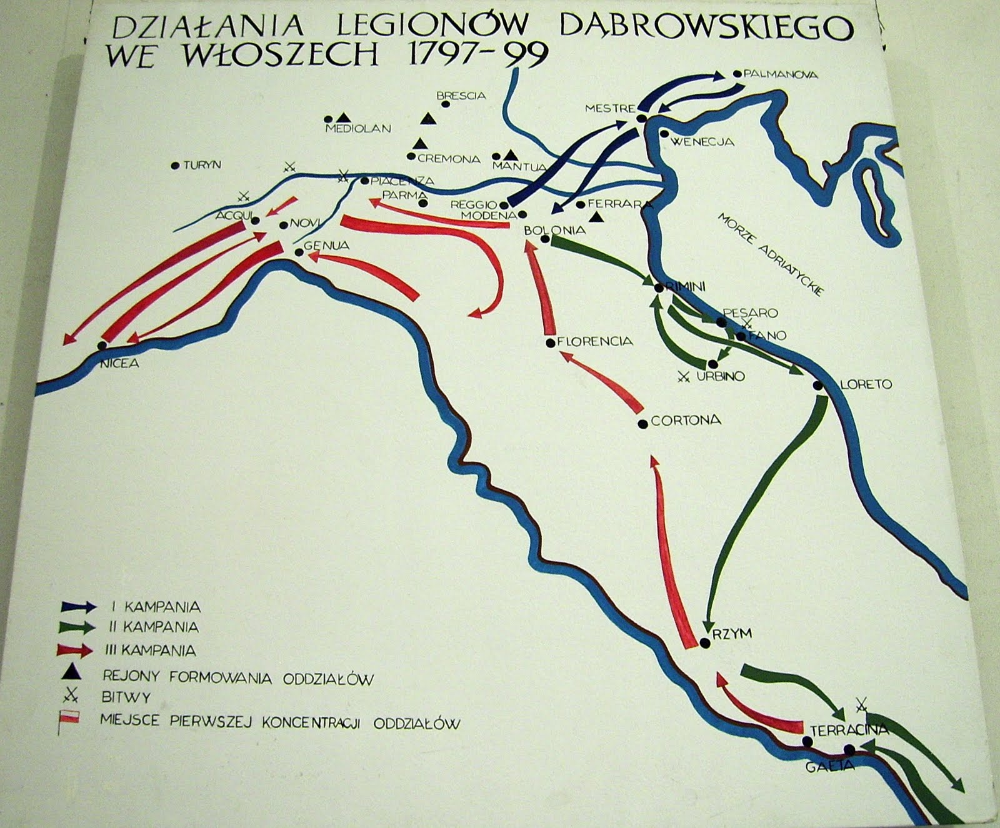 DZIAŁANIA LEGIONÓW DĄBROWSKIEGO
WE WŁOSZECH 1797-99
PALMANOVA
BRESCIA
MESTRE
MEDIOLAN
WENECJA
CREMONA
TURYN
MANTUA
PIACENZA
PARMA
REGGIO
FERRARA
MODENA
ACQUI
NOVI
BOLONIA
MORZE ADRIATYCKIE
GENUA
RIMINI
PESARO
FANO
FLORENCIA
NICEA
URBINO
LORETO
CORTONA
I KAMPANIA
II KAMPANIA
RZYM
III KAMPANIA
REJONY FORMOWANIA ODDZIAŁÓW
BITWY
MIEJSCE PIERWSZEJ KONCENTRACJI ODDZIAŁÓW
TERRACINA
GAETA